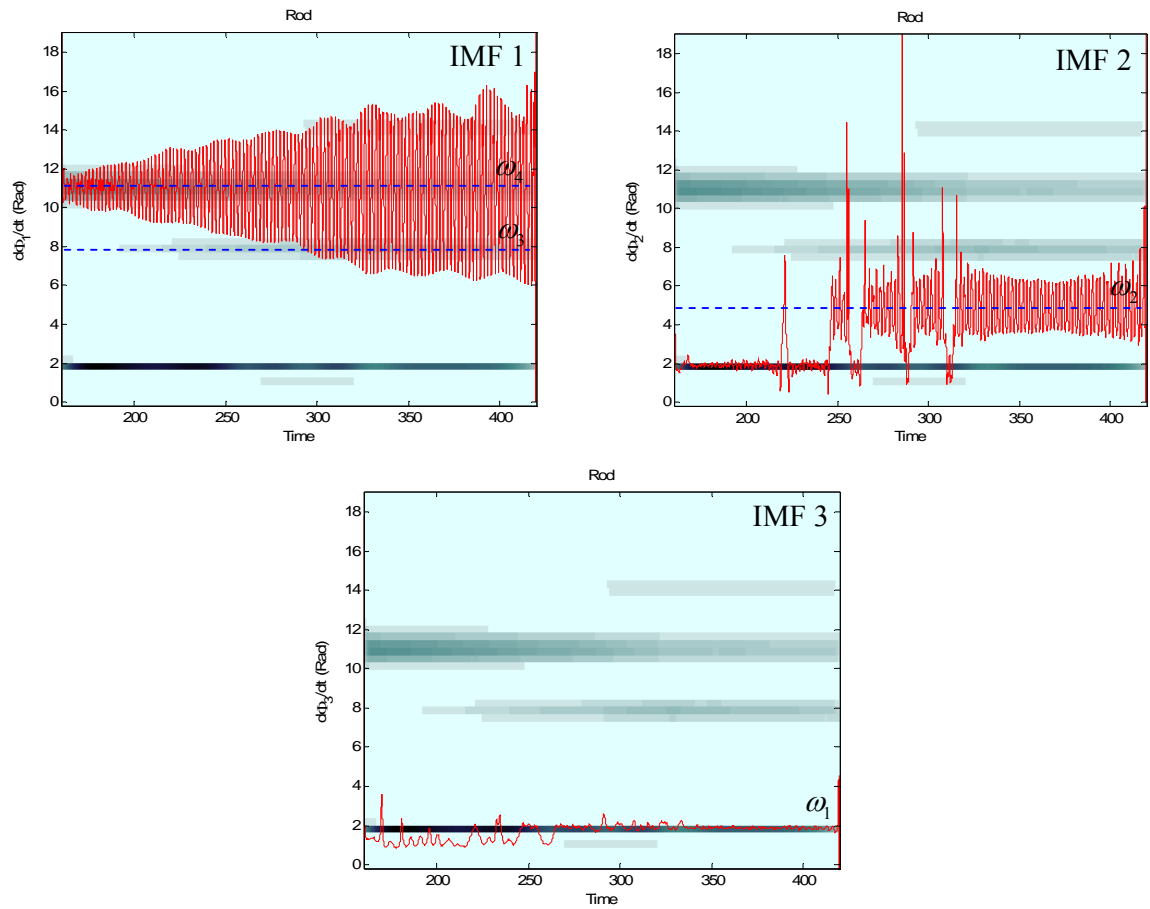 Rod
IMF 1
dφ₁/dt (Rad)
18
16
14
12
10
8
6
4
2
0
ω₄
ω₃
200 250 300 350 400
Time
Rod
IMF 2
dφ₂/dt (Rad)
18
16
14
12
10
8
6
4
2
0
ω₂
200 250 300 350 400
Time
Rod
IMF 3
dφ₃/dt (Rad)
18
16
14
12
10
8
6
4
2
0
ω₁
200 250 300 350 400
Time